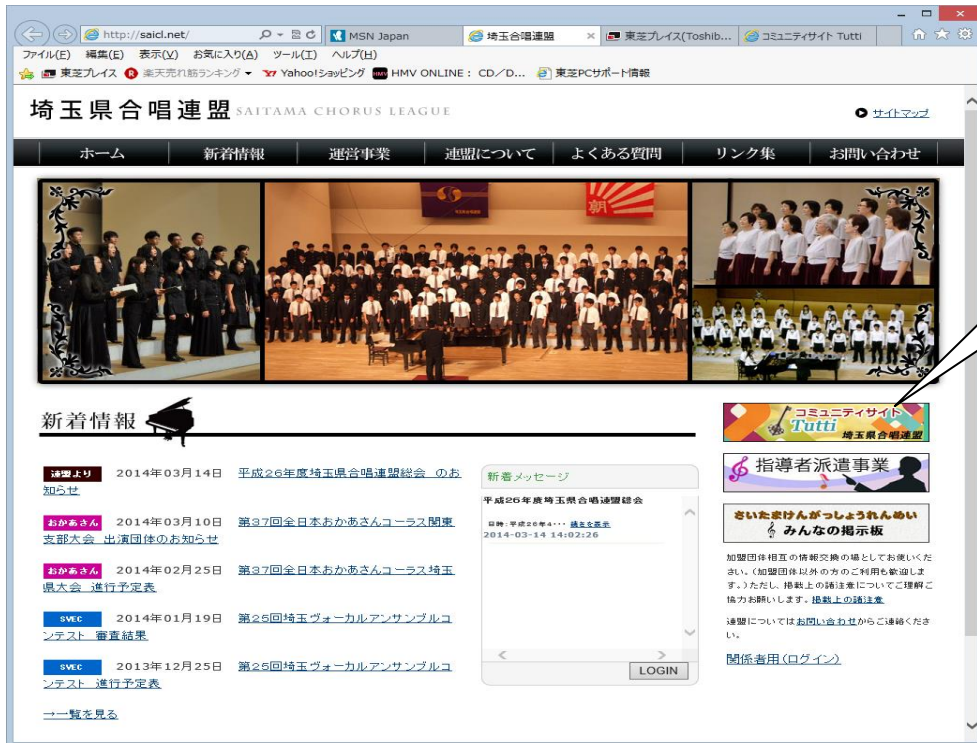 http://saicl.net/
MSN Japan
埼玉合唱連盟
東芝プレイス(Toshib...
コミュニティサイト Tutti
ファイル(F) 編集(E) 表示(V) お気に入り(A) ツール(T) ヘルプ(H)
東芝プレイス 楽天売れ筋ランキング Yahoo!ショッピング HMV ONLINE : CD/D... 東芝PCサポート情報
埼玉県合唱連盟 SAITAMA CHORUS LEAGUE
サイトマップ
ホーム 新着情報 運営事業 連盟について よくある質問 リンク集 お問い合わせ
朝
新着情報
連盟より 2014年03月14日 平成26年度埼玉県合唱連盟総会 のお
知らせ
おかあさん 2014年03月10日 第37回全日本おかあさんコーラス関東
支部大会 出演団体のお知らせ
おかあさん 2014年02月25日 第37回全日本おかあさんコーラス埼玉
県大会 進行予定表
SVEC 2014年01月19日 第25回埼玉ヴォーカルアンサンブルコ
ンテスト 審査結果
SVEC 2013年12月25日 第25回埼玉ヴォーカルアンサンブルコ
ンテスト 進行予定表
→一覧を見る
新着メッセージ
平成26年度埼玉県合唱連盟総会
日時:平成26年4・・・ 続きを表示
2014-03-14 14:02:26
LOGIN
コミュニティサイト
Tutti
埼玉県合唱連盟
指導者派遣事業
さいたまけんがっしょうれんめい
みんなの掲示板
加盟団体相互の情報交換の場としてお使いくだ
さい。(加盟団体以外の方のご利用も歓迎しま
す。)ただし、掲載上の諸注意についてご理解ご
協力お願いします。掲載上の諸注意
連盟についてはお問い合わせからご連絡くださ
い。
関係者用(ログイン)